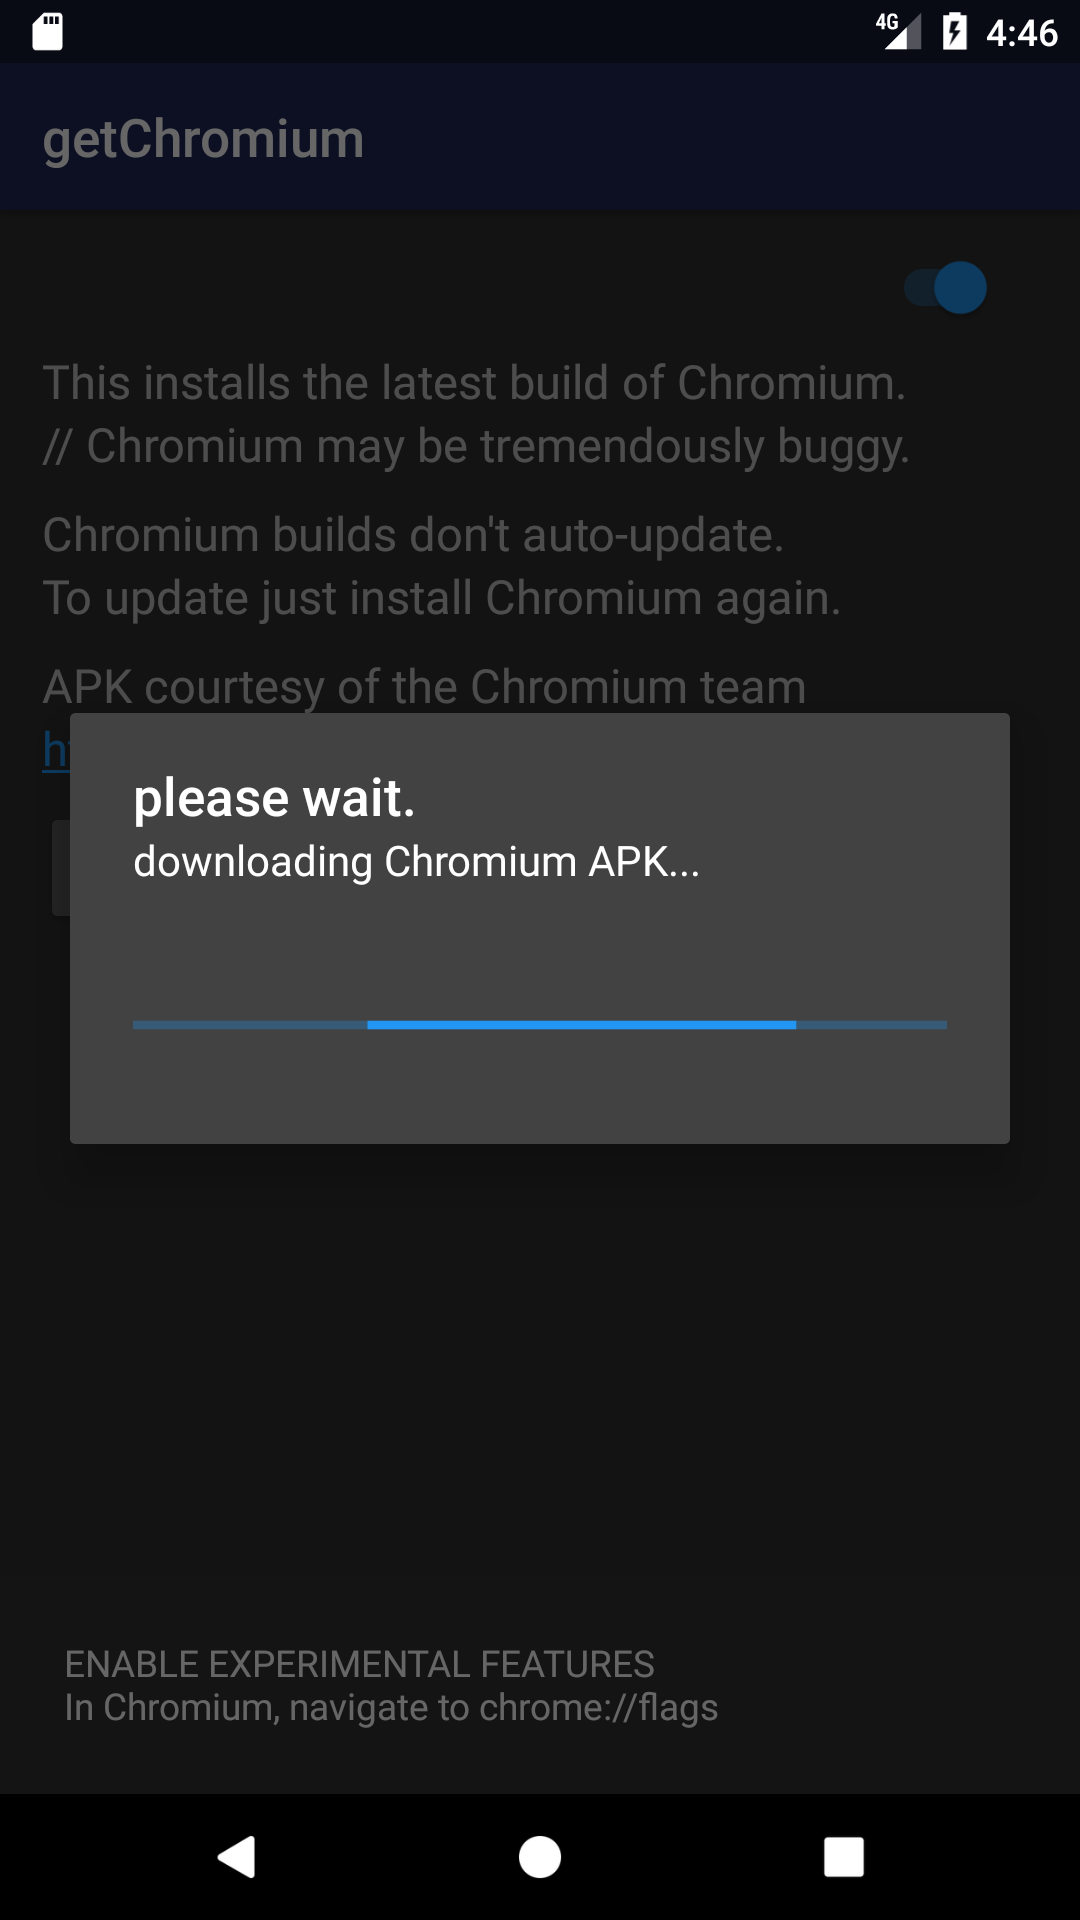 4G 4:46
getChromium
This installs the latest build of Chromium.
// Chromium may be tremendously buggy.
Chromium builds don't auto-update.
To update just install Chromium again.
APK courtesy of the Chromium team
please wait.
downloading Chromium APK...
ENABLE EXPERIMENTAL FEATURES
In Chromium, navigate to chrome://flags